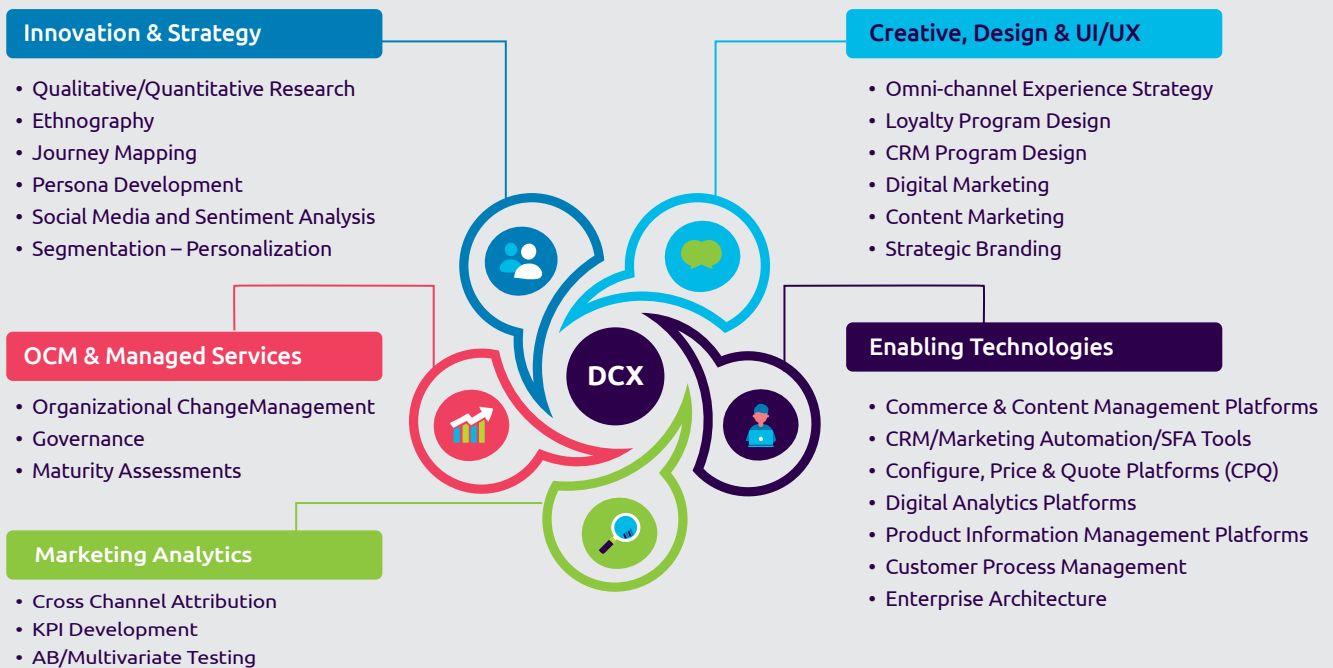 Innovation & Strategy
• Qualitative/Quantitative Research
• Ethnography
• Journey Mapping
• Persona Development
• Social Media and Sentiment Analysis
• Segmentation – Personalization
Creative, Design & UI/UX
• Omni-channel Experience Strategy
• Loyalty Program Design
• CRM Program Design
• Digital Marketing
• Content Marketing
• Strategic Branding
OCM & Managed Services
• Organizational ChangeManagement
• Governance
• Maturity Assessments
DCX
Enabling Technologies
• Commerce & Content Management Platforms
• CRM/Marketing Automation/SFA Tools
• Configure, Price & Quote Platforms (CPQ)
• Digital Analytics Platforms
• Product Information Management Platforms
• Customer Process Management
• Enterprise Architecture
Marketing Analytics
• Cross Channel Attribution
• KPI Development
• AB/Multivariate Testing